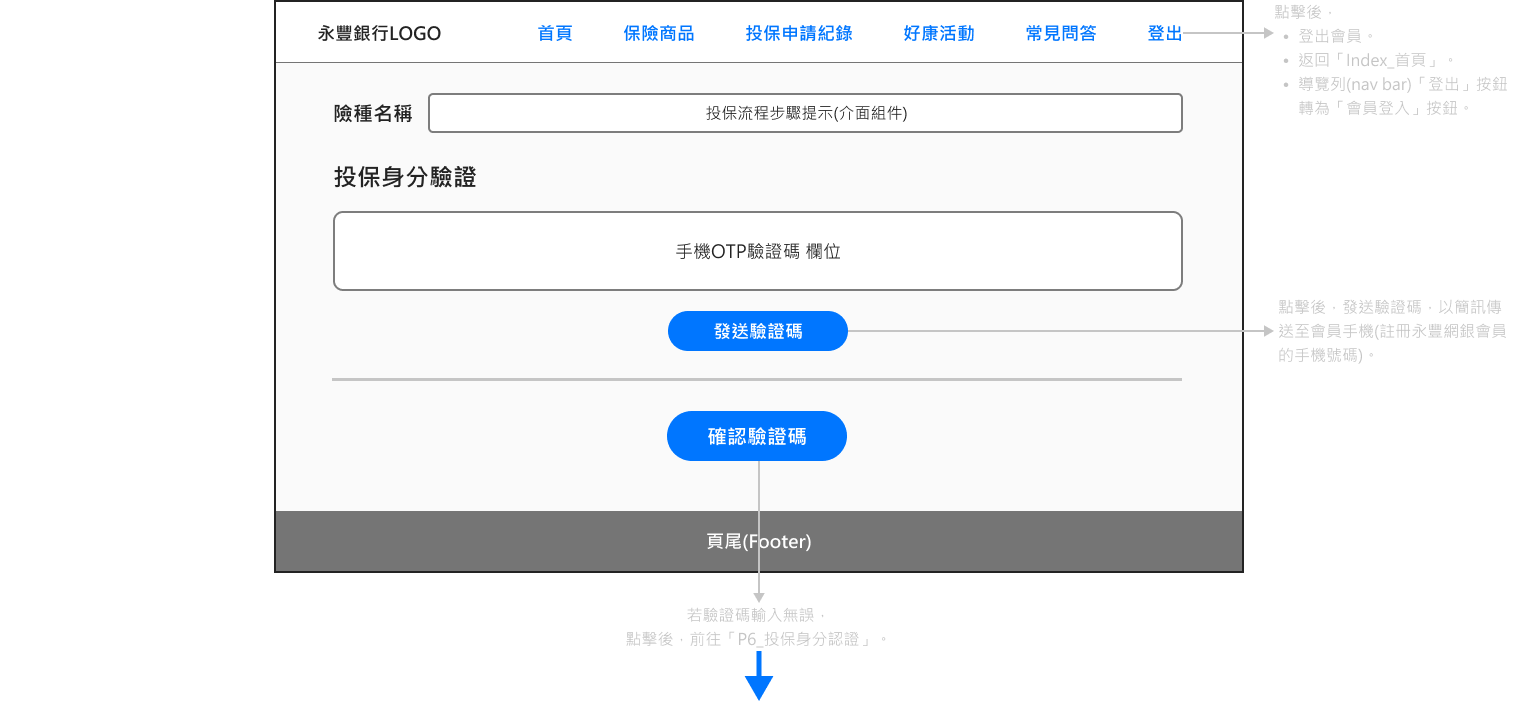 永豐銀行LOGO 首頁 保險商品 投保申請紀錄 好康活動 常見問答 登出
點擊後，
• 登出會員。
• 返回「Index_首頁」。
• 導覽列(nav bar)「登出」按鈕
轉為「會員登入」按鈕。
險種名稱 投保流程步驟提示(介面組件)
投保身分驗證
手機OTP驗證碼 欄位
發送驗證碼
點擊後，發送驗證碼，以簡訊傳
送至會員手機(註冊永豐網銀會員
的手機號碼)。
確認驗證碼
頁尾(Footer)
若驗證碼輸入無誤，
點擊後，前往「P6_投保身分認證」。